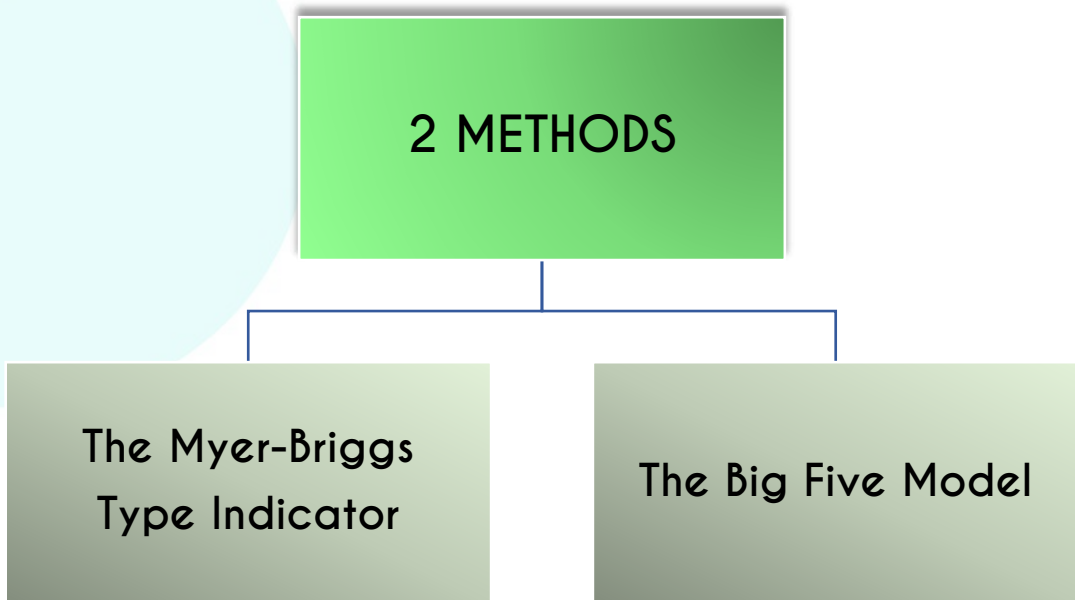 2 METHODS
The Myer-Briggs
Type Indicator
The Big Five Model